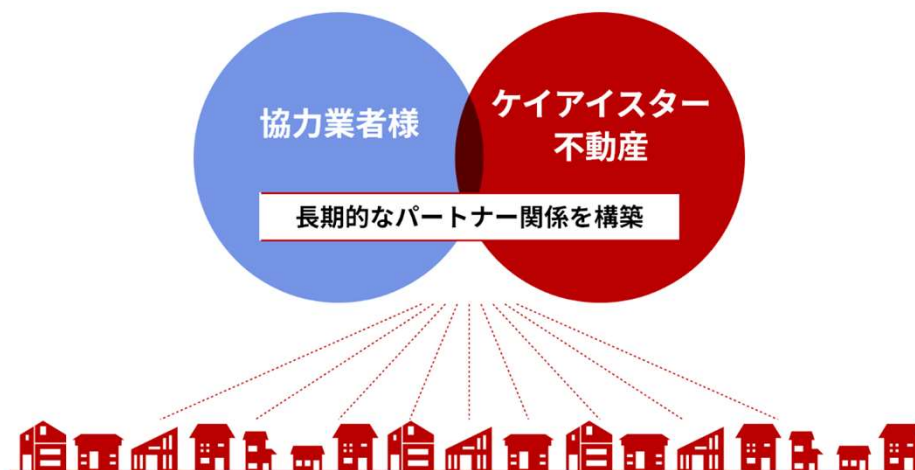 協力業者様
ケイアイスター
不動産
長期的なパートナー関係を構築